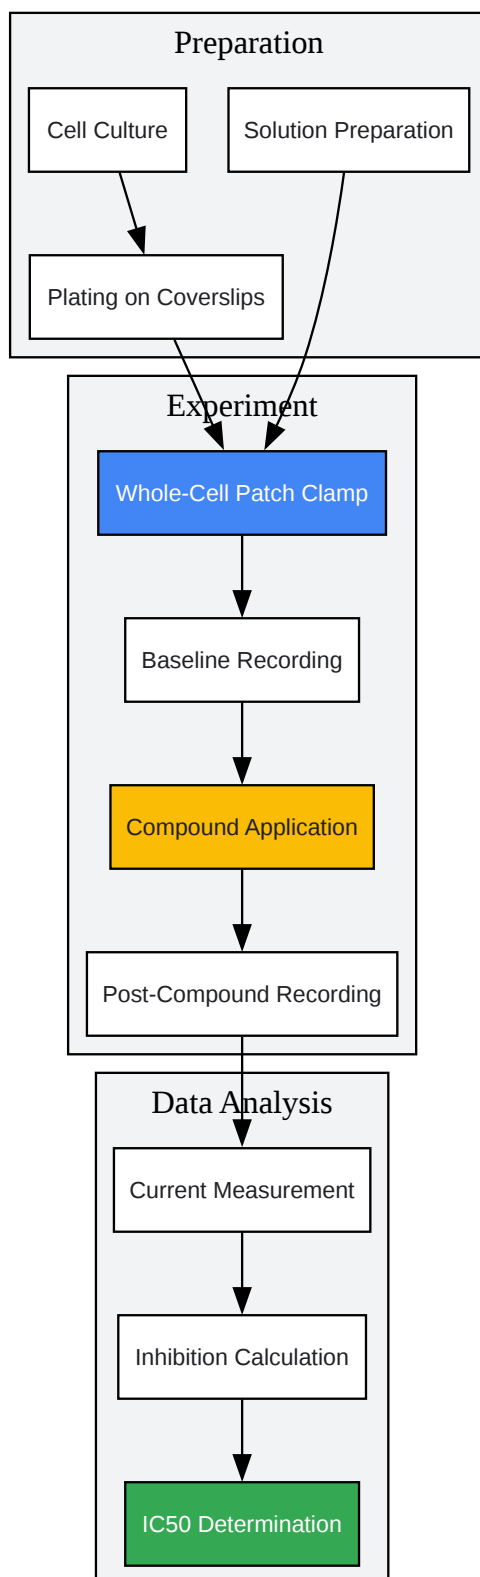 Preparation
Cell Culture
Solution Preparation
Plating on Coverslips
Experiment
Whole-Cell Patch Clamp
Baseline Recording
Compound Application
Post-Compound Recording
Data Analysis
Current Measurement
Inhibition Calculation
IC50 Determination